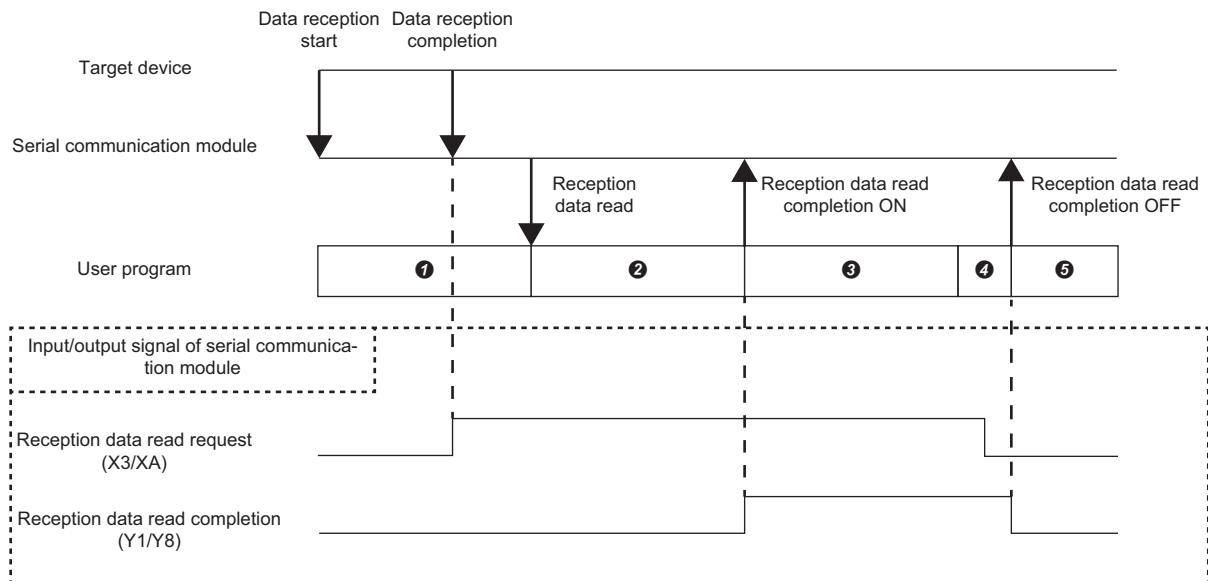 Data reception
start
Data reception
completion
Target device
Serial communication module
Reception
data read
Reception data read
completion ON
Reception data read
completion OFF
User program
❶
❷
❸
❹
❺
Input/output signal of serial communica-
tion module
Reception data read request
(X3/XA)
Reception data read completion
(Y1/Y8)